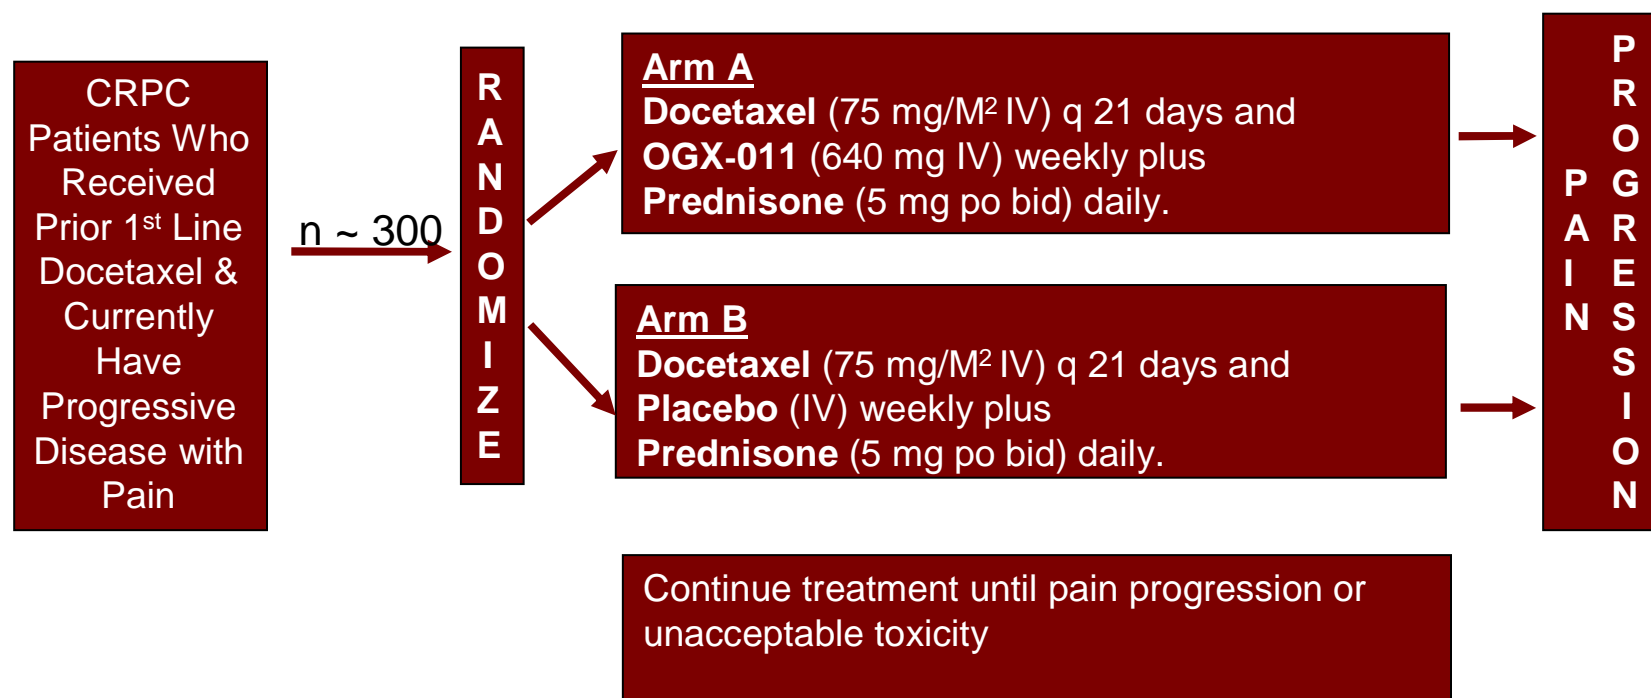 CRPC
Patients Who
Received
Prior 1st Line
Docetaxel &
Currently
Have
Progressive
Disease with
Pain
n ~ 300
RANDOMIZE
Arm A
Docetaxel (75 mg/M² IV) q 21 days and
OGX-011 (640 mg IV) weekly plus
Prednisone (5 mg po bid) daily.
Arm B
Docetaxel (75 mg/M² IV) q 21 days and
Placebo (IV) weekly plus
Prednisone (5 mg po bid) daily.
Continue treatment until pain progression or
unacceptable toxicity
PAIN
PROGRESSION